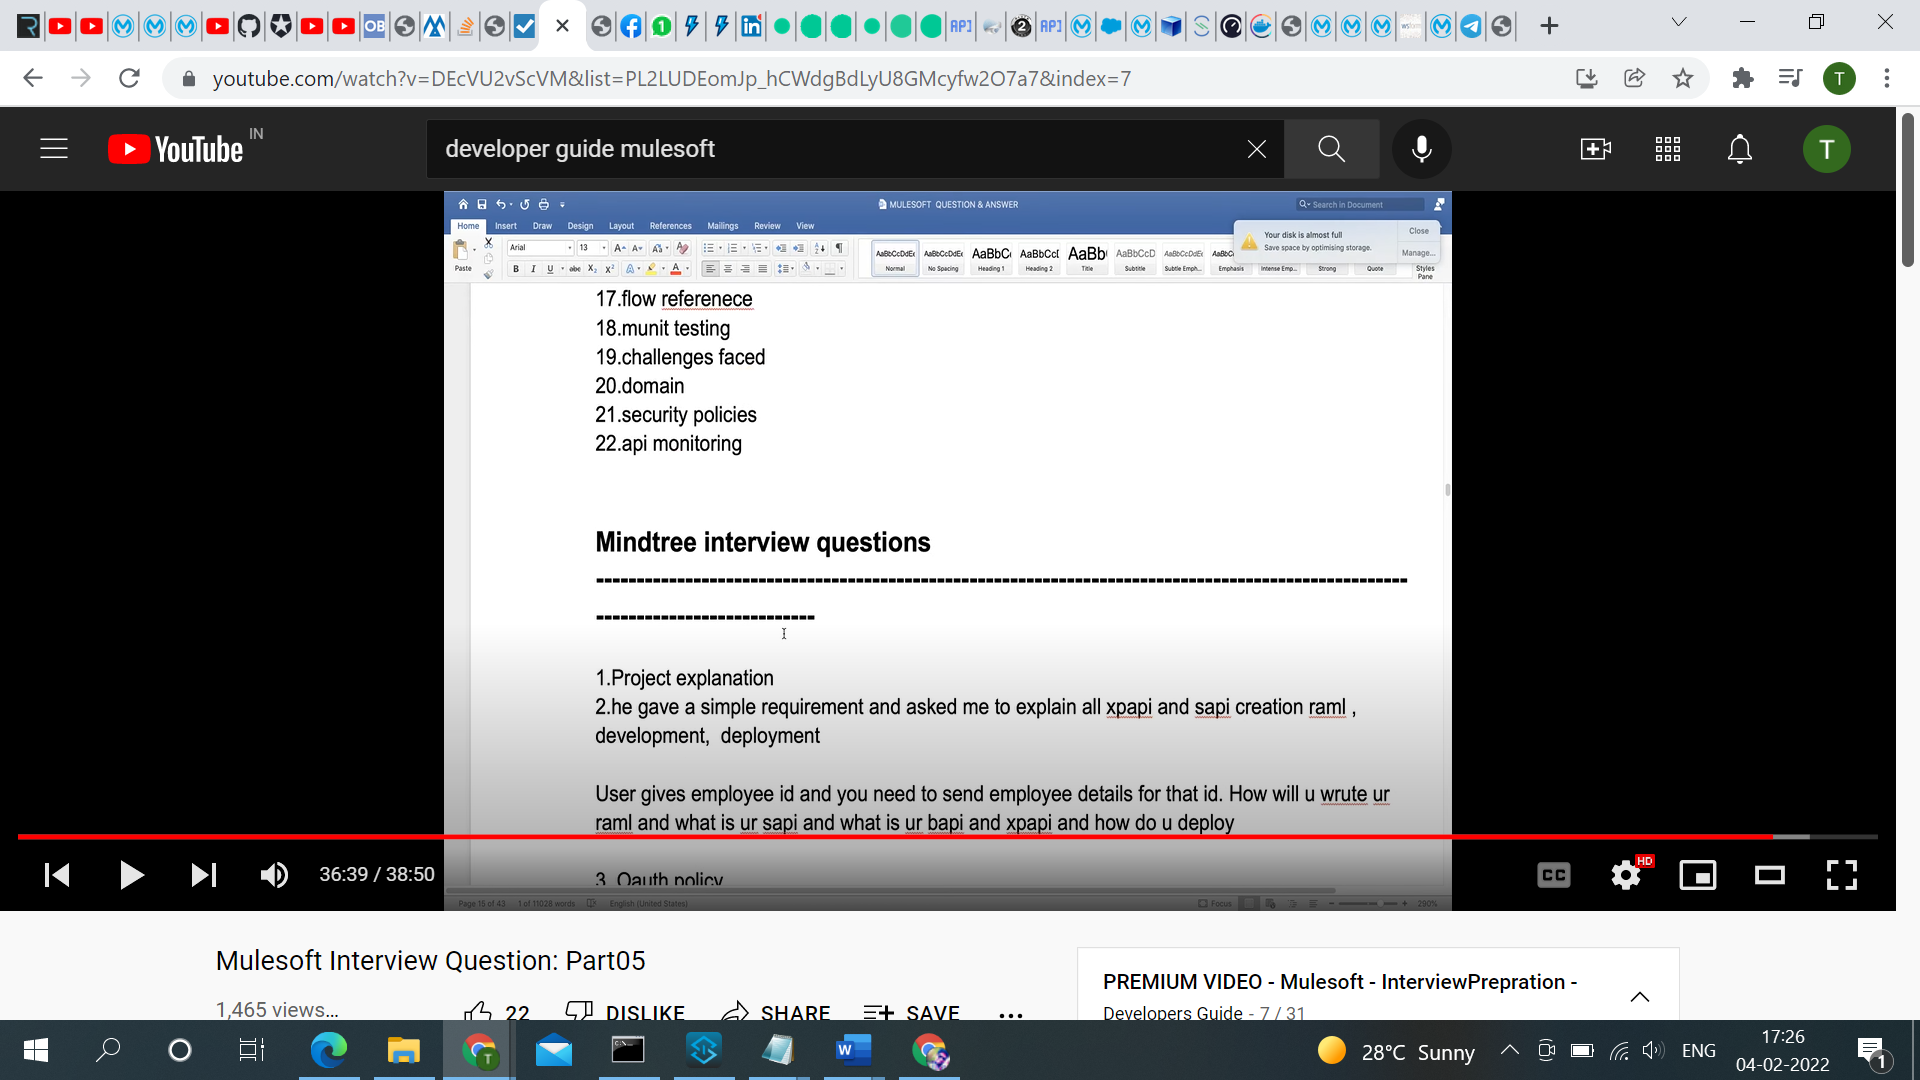 youtube.com/watch?v=DEcVU2vScVM&list=PL2LUDEomJp_hCWdgBdLyU8GMcyfw2O7a7&index=7
T
YouTube IN
developer guide mulesoft
T
MULESOFT QUESTION & ANSWER
Search in Document
Home Insert Draw Design Layout References Mailings Review View
Your disk is almost full
Save space by optimising storage.
Close
Manage...
Paste
Arial 13
AaBbCcDdEe Normal
AaBbCcDdEe No Spacing
AaBbCc Heading 1
AaBbCcD Heading 2
AaBb Title
AaBbCcD Subtitle
AaBbCcDdEe Subtle Emph...
Emphasis
Intense Emp...
Strong
Quote
Styles Pane
17.flow referenece
18.munit testing
19.challenges faced
20.domain
21.security policies
22.api monitoring
Mindtree interview questions
1.Project explanation
2.he gave a simple requirement and asked me to explain all xpapi and sapi creation raml ,
development, deployment
User gives employee id and you need to send employee details for that id. How will u wrute ur
raml and what is ur sapi and what is ur bapi and xpapi and how do u deploy
3. Oauth policy
36:39 / 38:50
CC
HD
Page 15 of 43 1 of 11028 words English (United States)
Focus
290%
Mulesoft Interview Question: Part05
1,465 views...
22 DISLIKE SHARE SAVE
PREMIUM VIDEO - Mulesoft - InterviewPrepration -
Developers Guide - 7 / 31
28°C Sunny
ENG
17:26
04-02-2022
1